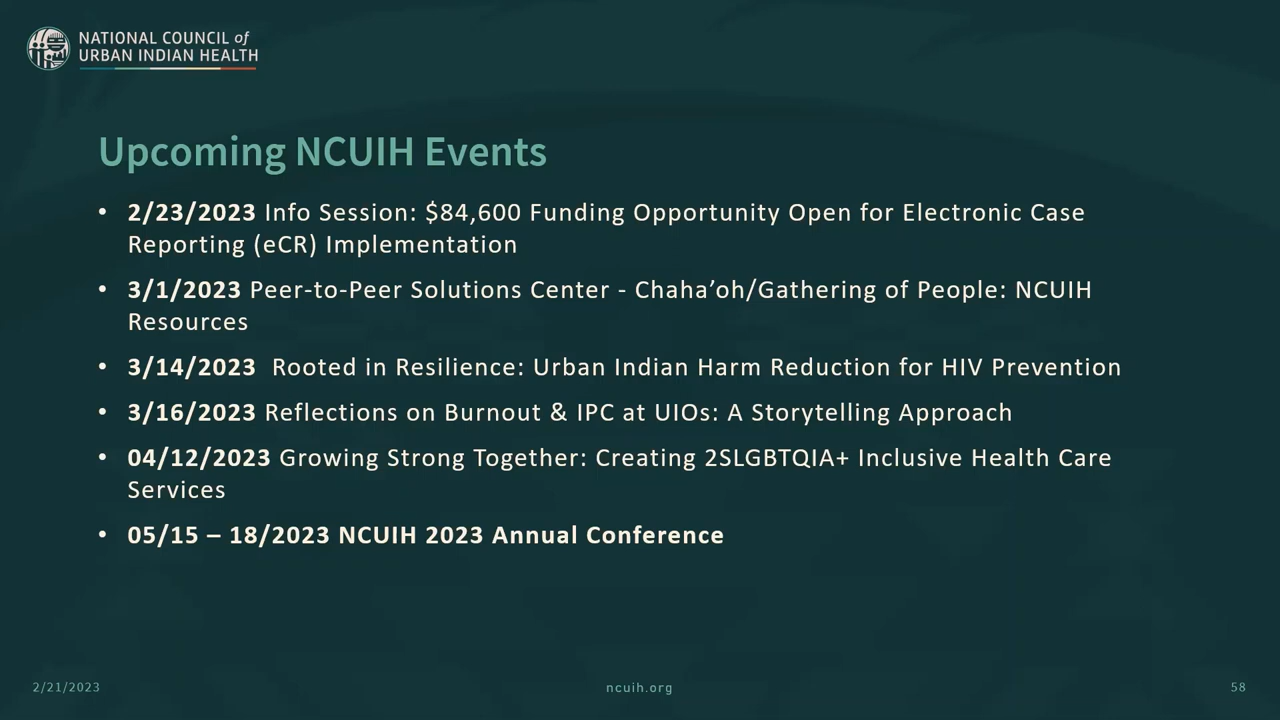 NATIONAL COUNCIL of
URBAN INDIAN HEALTH
Upcoming NCUIH Events
• 2/23/2023 Info Session: $84,600 Funding Opportunity Open for Electronic Case
Reporting (eCR) Implementation
• 3/1/2023 Peer-to-Peer Solutions Center - Chaha’oh/Gathering of People: NCUIH
Resources
• 3/14/2023  Rooted in Resilience: Urban Indian Harm Reduction for HIV Prevention
• 3/16/2023 Reflections on Burnout & IPC at UIOs: A Storytelling Approach
• 04/12/2023 Growing Strong Together: Creating 2SLGBTQIA+ Inclusive Health Care
Services
• 05/15 – 18/2023 NCUIH 2023 Annual Conference
2/21/2023
ncuih.org
58